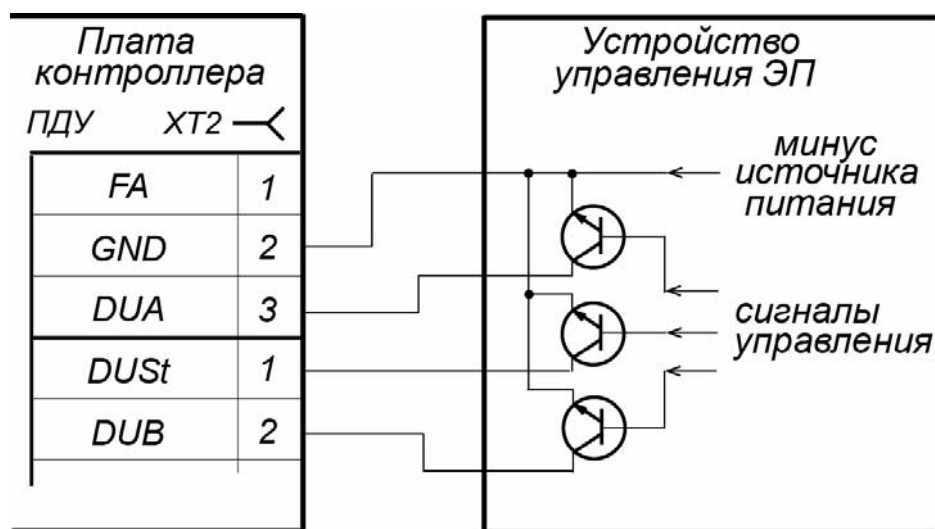 Плата
контроллера
ПДУ XT2
FA 1
GND 2
DUA 3
DUSt 1
DUB 2
Устройство
управления ЭП
минус
источника
питания
сигналы
управления